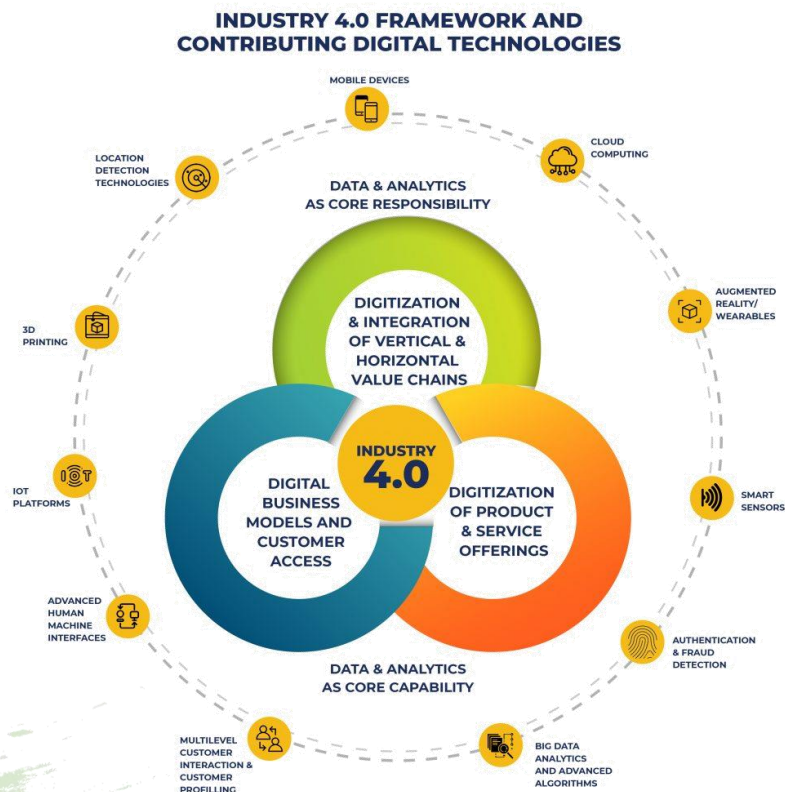 INDUSTRY 4.0 FRAMEWORK AND
CONTRIBUTING DIGITAL TECHNOLOGIES
MOBILE DEVICES
CLOUD
COMPUTING
LOCATION
DETECTION
TECHNOLOGIES
DATA & ANALYTICS
AS CORE RESPONSIBILITY
AUGMENTED
REALITY/
WEARABLES
3D
PRINTING
DIGITIZATION
& INTEGRATION
OF VERTICAL &
HORIZONTAL
VALUE CHAINS
INDUSTRY
4.0
IOT
IOT
PLATFORMS
DIGITAL
BUSINESS
MODELS AND
CUSTOMER
ACCESS
DIGITIZATION
OF PRODUCT
& SERVICE
OFFERINGS
SMART
SENSORS
ADVANCED
HUMAN
MACHINE
INTERFACES
AUTHENTICATION
& FRAUD
DETECTION
DATA & ANALYTICS
AS CORE CAPABILITY
MULTILEVEL
CUSTOMER
INTERACTION &
CUSTOMER
PROFILLING
BIG DATA
ANALYTICS
AND ADVANCED
ALGORITHMS